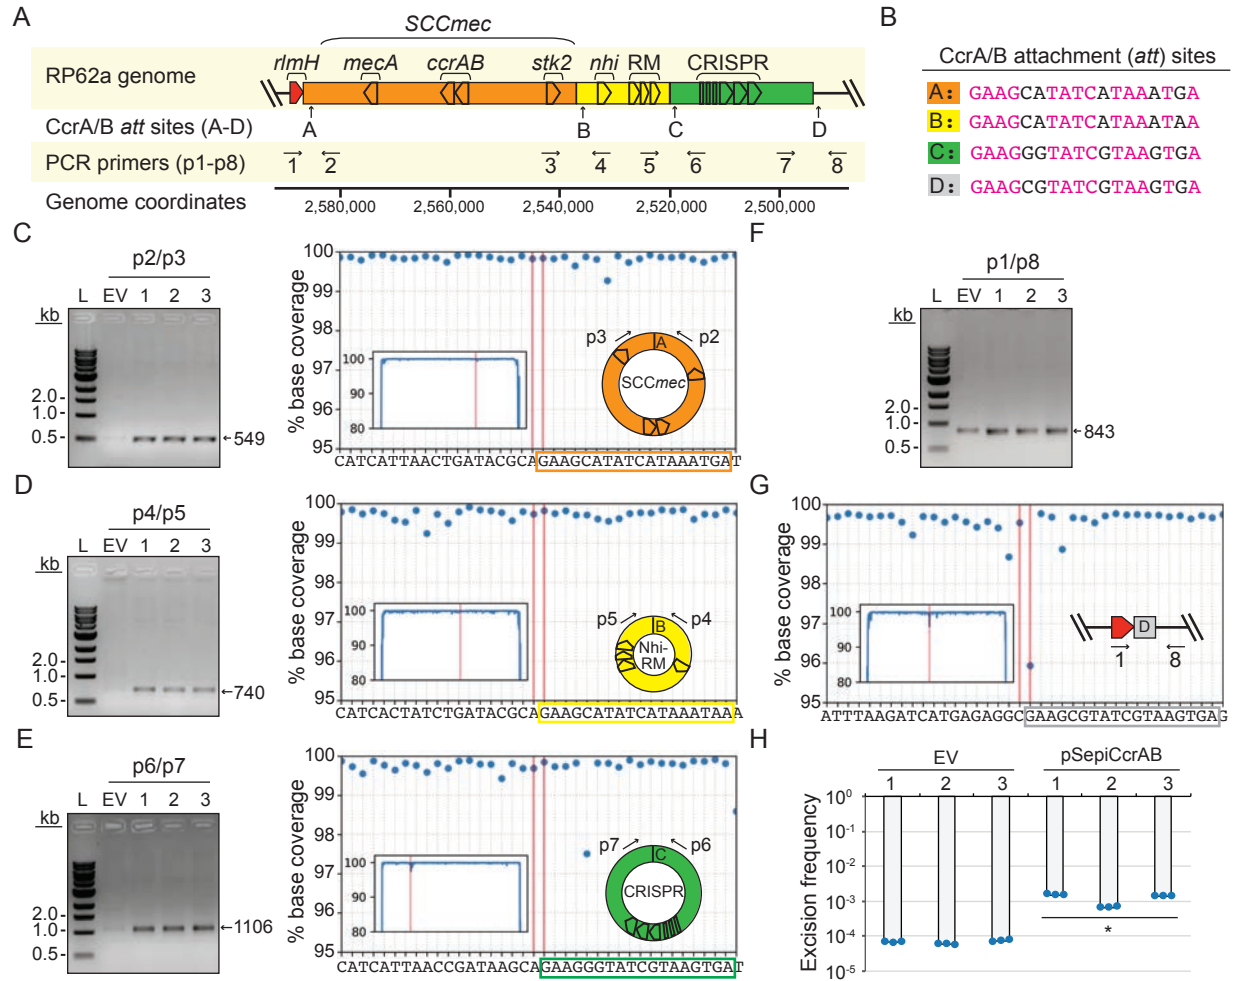 A
SCCmec
rlmH mecA ccrAB stk2 nhi RM CRISPR
RP62a genome
CcrA/B att sites (A-D)
A B C D
PCR primers (p1-p8)
1 2 3 4 5 6 7 8
Genome coordinates
2,580,000 2,560,000 2,540,000 2,520,000 2,500,000
B
CcrA/B attachment (att) sites
A: GAAGCATATCATAAATGA
B: GAAGCATATCATAAATAA
C: GAAGGGTATCGTAAGTGA
D: GAAGCGTATCGTAAGTGA
C
p2/p3
L EV 1 2 3
kb
2.0-
1.0-
0.5-
←549
% base coverage
100
99
98
97
96
95
100
90
80
p3 A p2
SCCmec
CATCATTAACTGATACGCAGAAGCATATCATAAATGAT
D
p4/p5
L EV 1 2 3
kb
2.0-
1.0-
0.5-
←740
% base coverage
100
99
98
97
96
95
100
90
80
p5 B p4
Nhi-
RM
CATCACTATCTGATACGCAGAAGCATATCATAAATAAA
E
p6/p7
L EV 1 2 3
kb
2.0-
1.0-
0.5-
←1106
% base coverage
100
99
98
97
96
95
100
90
80
p7 C p6
CRISPR
CATCATTAACCGATAAGCAGAAGGGTATCGTAAGTGAT
F
p1/p8
L EV 1 2 3
kb
2.0-
1.0-
0.5-
←843
G
% base coverage
100
99
98
97
96
95
100
90
80
D
1 8
ATTTAAGATCATGAGAGGCGAAGCGTATCGTAAGTGAG
H
EV pSepiCcrAB
1 2 3 1 2 3
Excision frequency
10⁰
10⁻¹
10⁻²
10⁻³
10⁻⁴
10⁻⁵
*